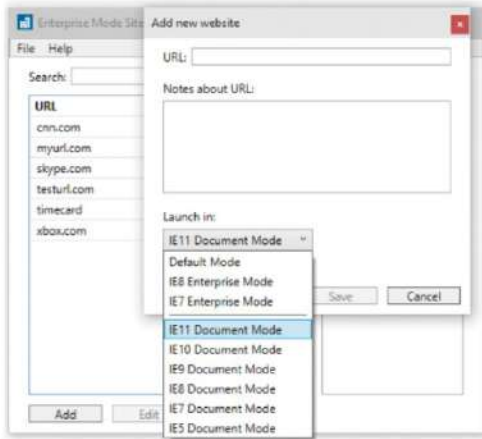 Enterprise Mode Site
File Help
Search:
URL
cnn.com
myurl.com
skype.com
testurl.com
timecard
xbox.com
Add
Edit
Add new website
URL:
Notes about URL:
Launch in:
IE11 Document Mode
Default Mode
IE8 Enterprise Mode
IE7 Enterprise Mode
IE11 Document Mode
IE10 Document Mode
IE9 Document Mode
IE8 Document Mode
IE7 Document Mode
IE5 Document Mode
Save
Cancel